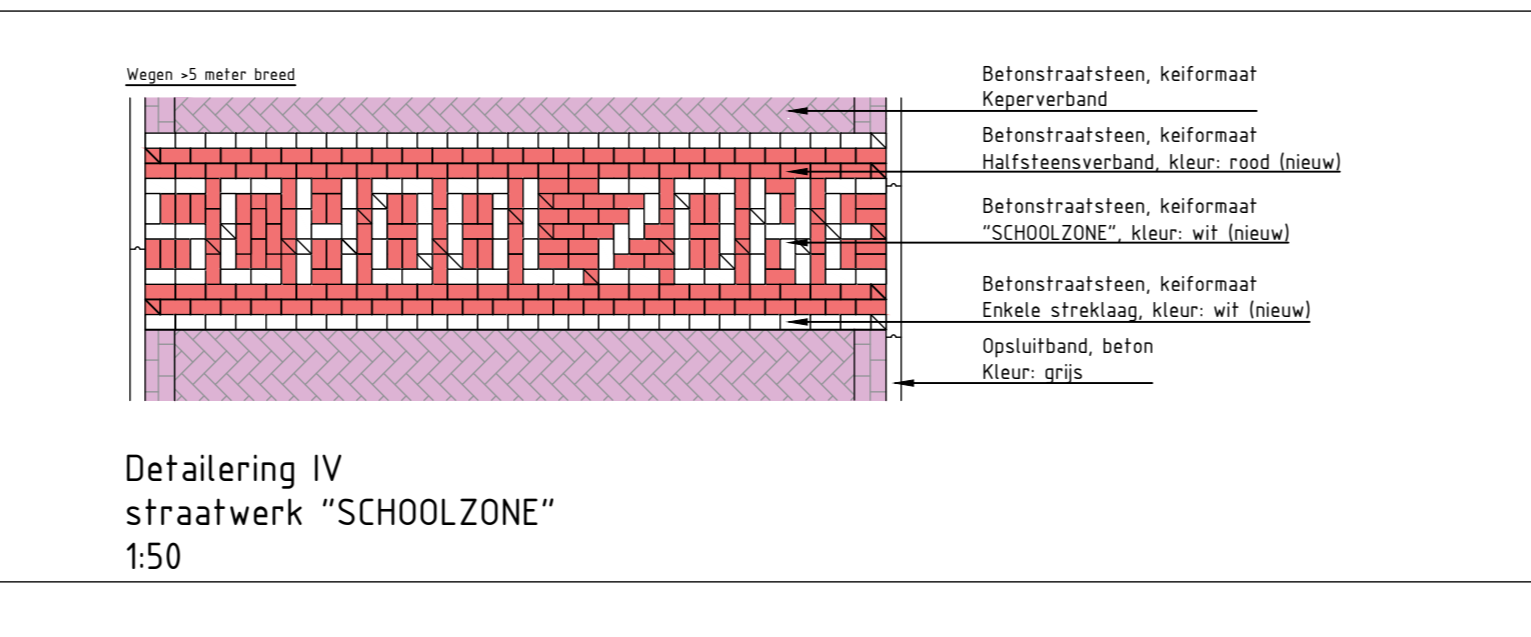 Wegen >5 meter breed
Betonstraatsteen, keiformaat
Keperverband
Betonstraatsteen, keiformaat
Halfsteensverband, kleur: rood (nieuw)
Betonstraatsteen, keiformaat
"SCHOOLZONE", kleur: wit (nieuw)
Betonstraatsteen, keiformaat
Enkele streklaag, kleur: wit (nieuw)
Opsluitband, beton
Kleur: grijs
SCHOOLZONE
Detailering IV
straatwerk "SCHOOLZONE"
1:50